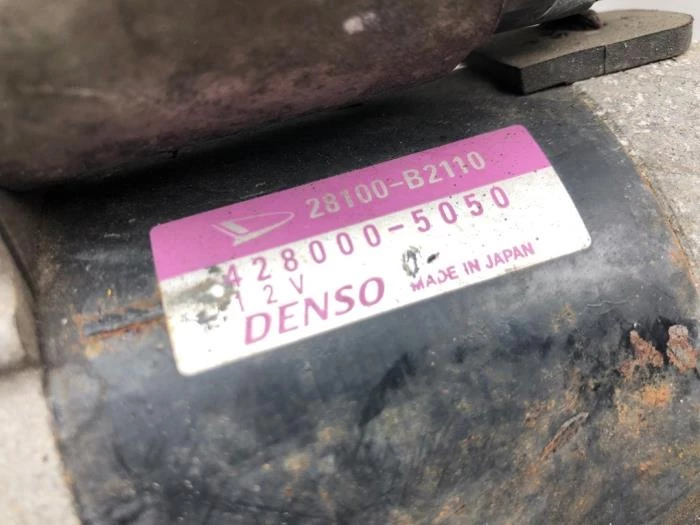 28100-B2110
428000-5050
12V
DENSO MADE IN JAPAN